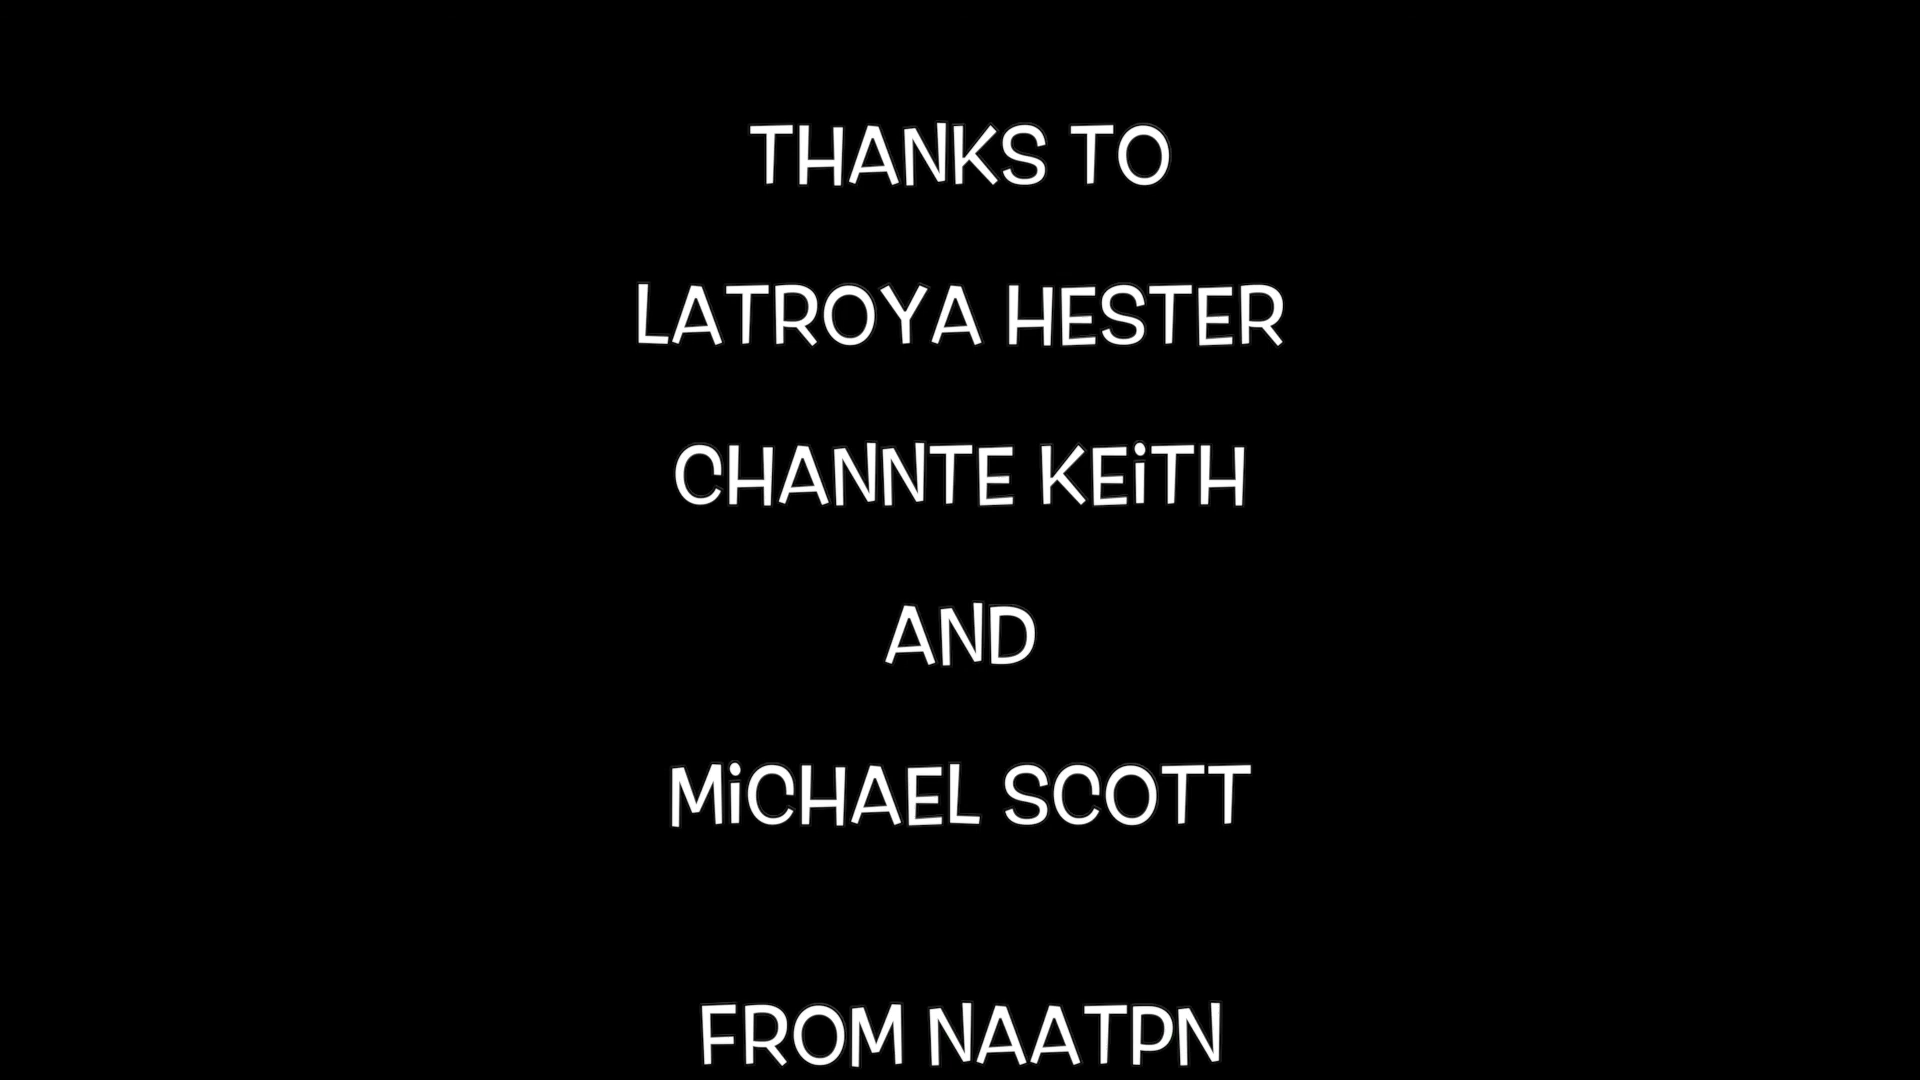 THANKS TO
LATROYA HESTER
CHANNTE KEiTH
AND
MiCHAEL SCOTT
FROM NAATPN